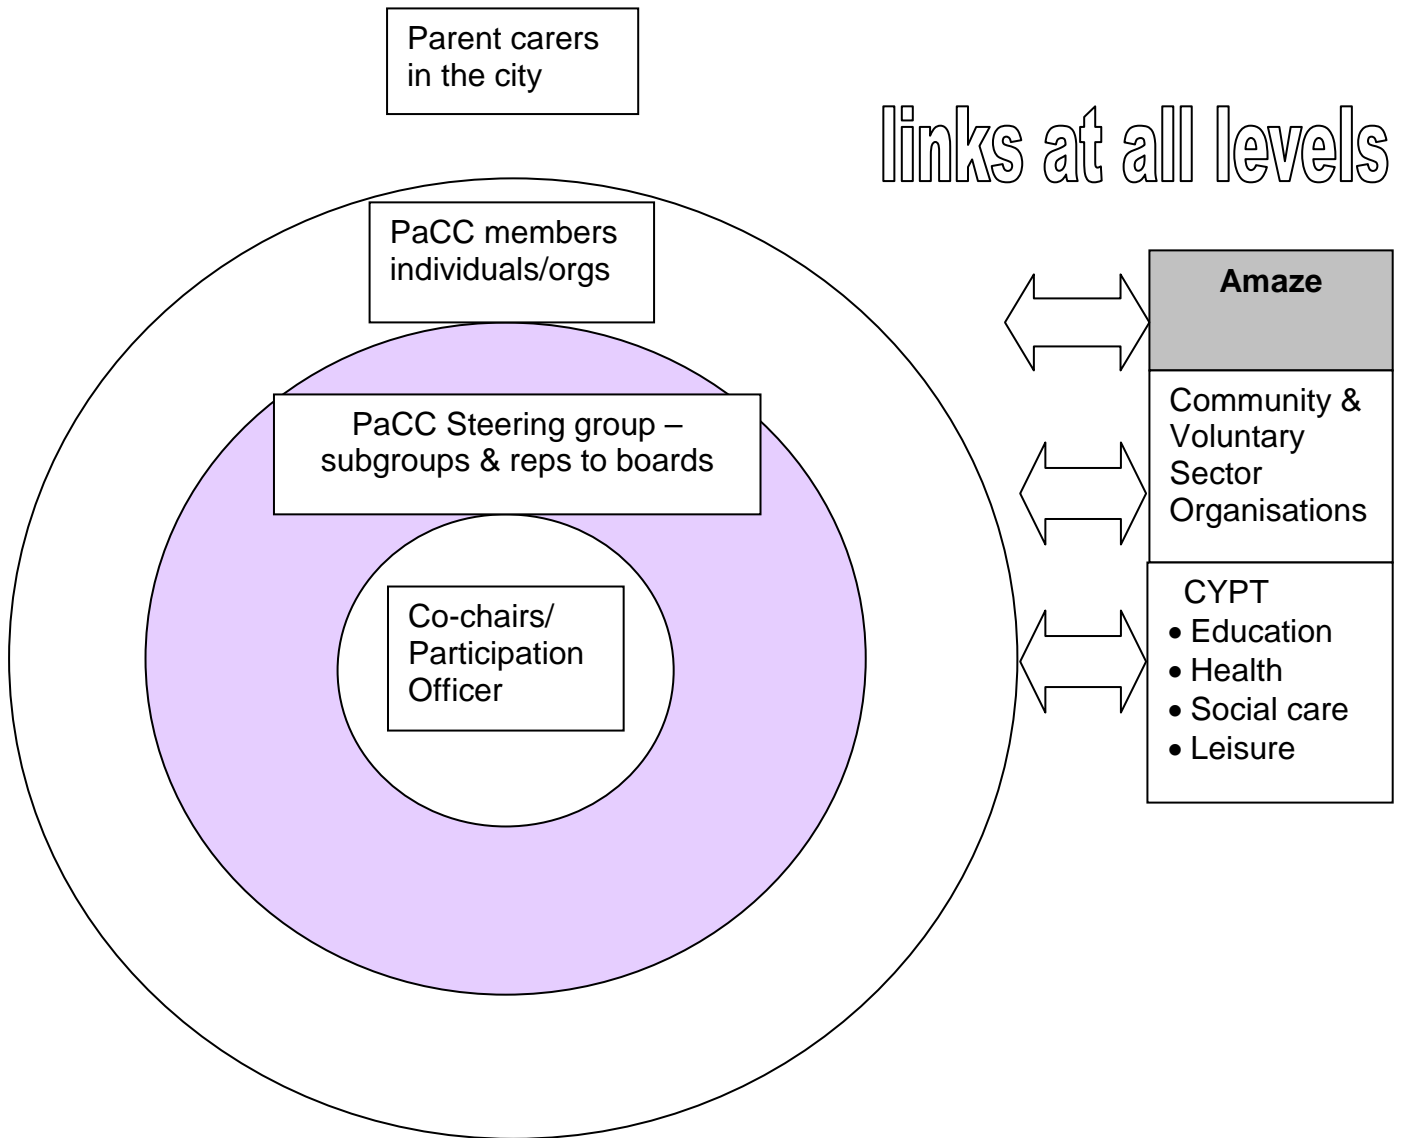 Parent carers
in the city
links at all levels
PaCC members
individuals/orgs
PaCC Steering group –
subgroups & reps to boards
Co-chairs/
Participation
Officer
Amaze
Community &
Voluntary
Sector
Organisations
CYPT
• Education
• Health
• Social care
• Leisure